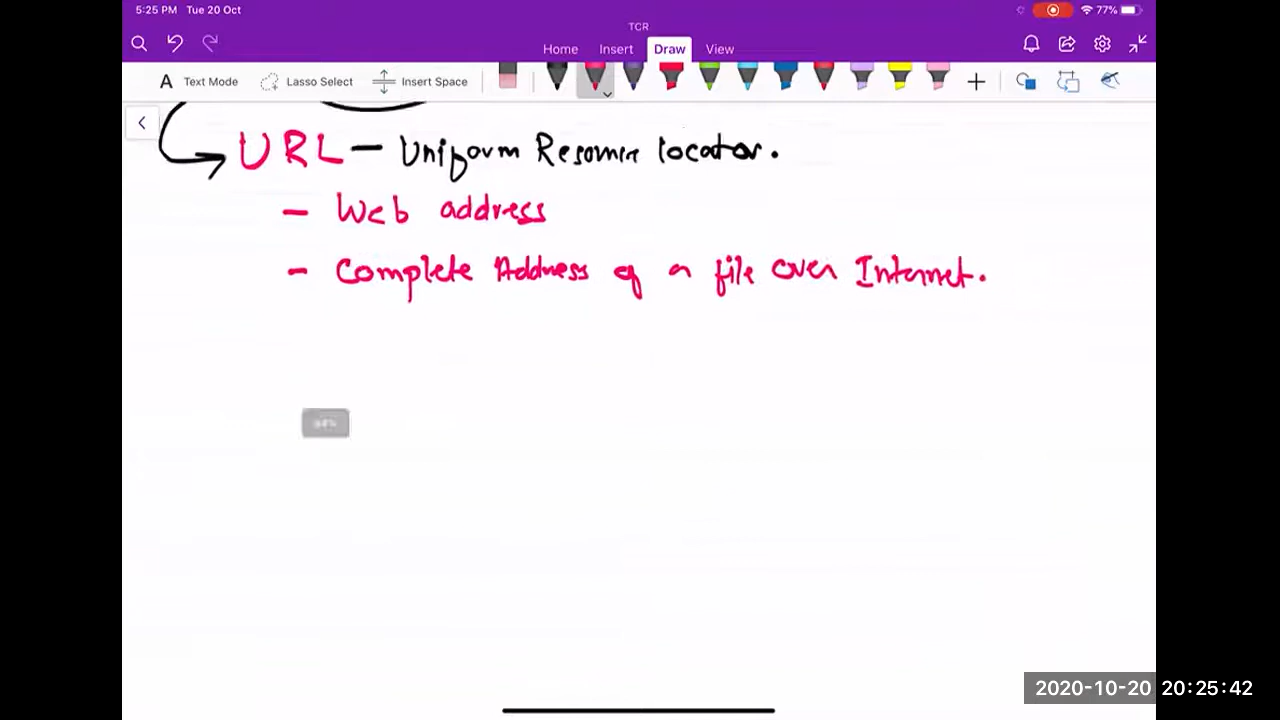 5:25 PM Tue 20 Oct
77%
TCR
Home Insert Draw View
A Text Mode Lasso Select Insert Space
URL - Uniform Resource locator.
- Web address
- Complete Address of a file over Internet.
2020-10-20 20:25:42